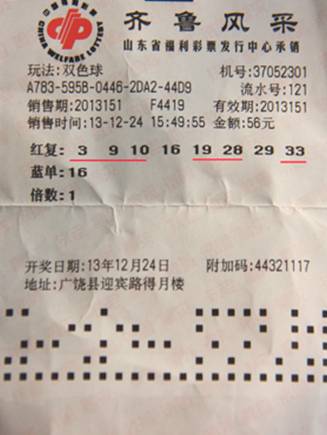 中国福利彩票
CHINA WELFARE LOTTERY
齐鲁风采
山东省福利彩票发行中心承销
玩法:双色球 机号:37052301
A783-595B-0446-2DA2-44D9 流水号:121
销售期:2013151 F4419 有效期:2013151
销售时间:13-12-24 15:49:55 金额:56元
红复: 3 9 10 16 19 28 29 33
蓝单:16
倍数:1
开奖日期:13年12月24日 附加码:44321117
地址:广饶县迎宾路得月楼